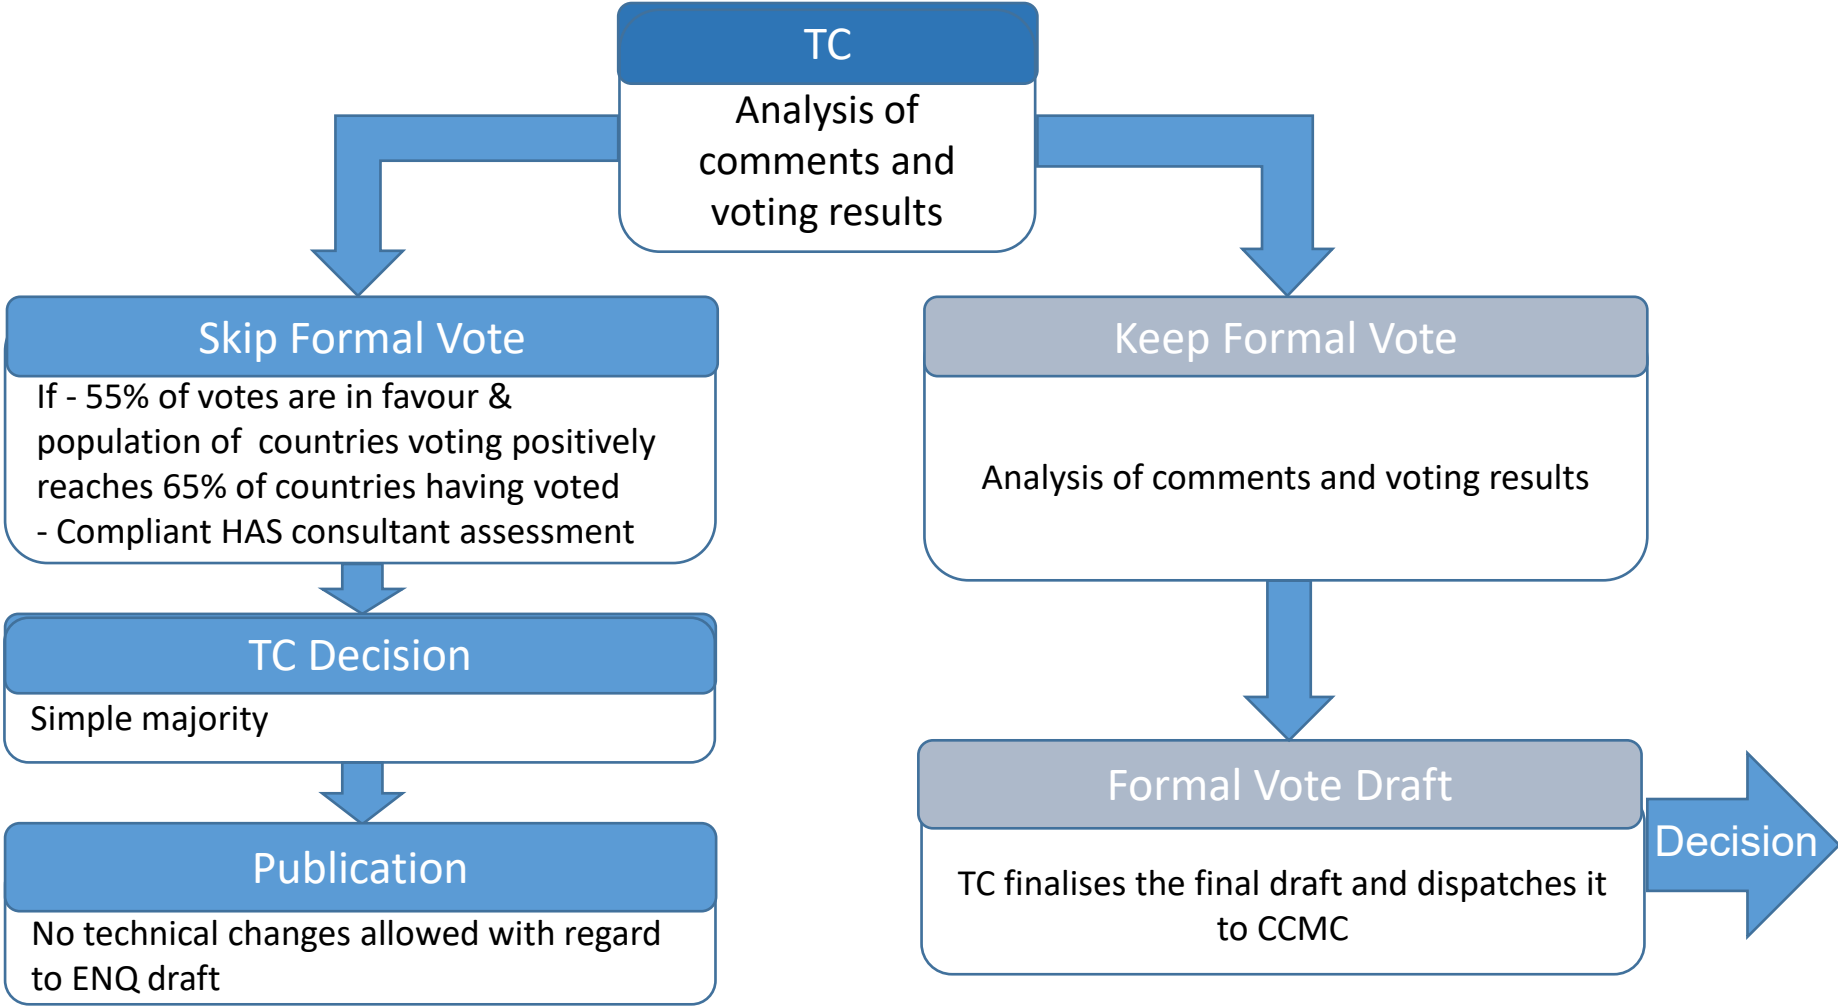 TC
Analysis of
comments and
voting results
Skip Formal Vote
If - 55% of votes are in favour &
population of  countries voting positively
reaches 65% of countries having voted
- Compliant HAS consultant assessment
TC Decision
Simple majority
Publication
No technical changes allowed with regard
to ENQ draft
Keep Formal Vote
Analysis of comments and voting results
Formal Vote Draft
TC finalises the final draft and dispatches it
to CCMC
Decision